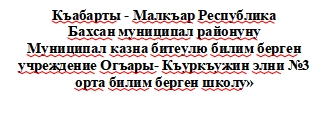 Къабарты - Малкъар Республика
Бахсан муниципал районуну
Муниципал казна битеулю билим берген
учреждение Огъары- Къуркъужин элни №3
орта билим берген школу»